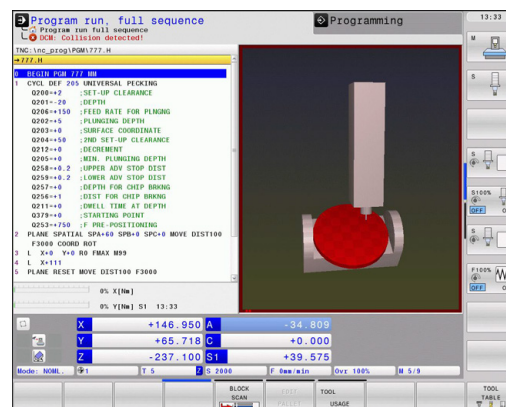 Program run, full sequence
Program run full sequence
DCM: Collision detected!
Programming
13:33
TNC:\nc_prog\PGM\777.H
→777.H
0 BEGIN PGM 777 MM
1 CYCL DEF 205 UNIVERSAL PECKING
Q200=+2 ;SET-UP CLEARANCE
Q201=-20 ;DEPTH
Q206=+150 ;FEED RATE FOR PLNGNG
Q202=+5 ;PLUNGING DEPTH
Q203=+0 ;SURFACE COORDINATE
Q204=+50 ;2ND SET-UP CLEARANCE
Q212=+0 ;DECREMENT
Q205=+0 ;MIN. PLUNGING DEPTH
Q258=+0.2 ;UPPER ADV STOP DIST
Q259=+0.2 ;LOWER ADV STOP DIST
Q257=+0 ;DEPTH FOR CHIP BRKNG
Q256=+1 ;DIST FOR CHIP BRKNG
Q211=+0 ;DWELL TIME AT DEPTH
Q379=+0 ;STARTING POINT
Q253=+750 ;F PRE-POSITIONING
2 PLANE SPATIAL SPA+60 SPB+0 SPC+0 MOVE DIST100
F3000 COORD ROT
3 L X+0 Y+0 R0 FMAX M99
4 L X+111
5 PLANE RESET MOVE DIST100 F3000
0% X[Nm]
0% Y[Nm] S1 13:33
X +146.950 A -34.809
Y +65.718 C +0.000
Z -237.100 S1 +39.575
Mode: NOML. 1 T 5 Z S 2000 F 0mm/min Ovr 100% M 5/9
M
S
S
S100%
OFF
S
F100%
OFF
BLOCK
SCAN
TOOL
USAGE
TOOL
TABLE